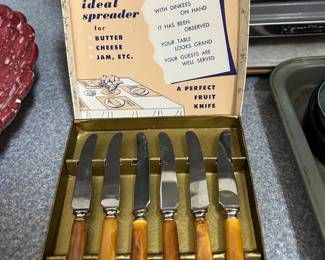 ideal
spreader
for
BUTTER
CHEESE
JAM, ETC.
WITH DINKEES
ON HAND
IT HAS BEEN
OBSERVED
YOUR TABLE
LOOKS GRAND
YOUR GUESTS ARE
WELL SERVED
A PERFECT
FRUIT
KNIFE